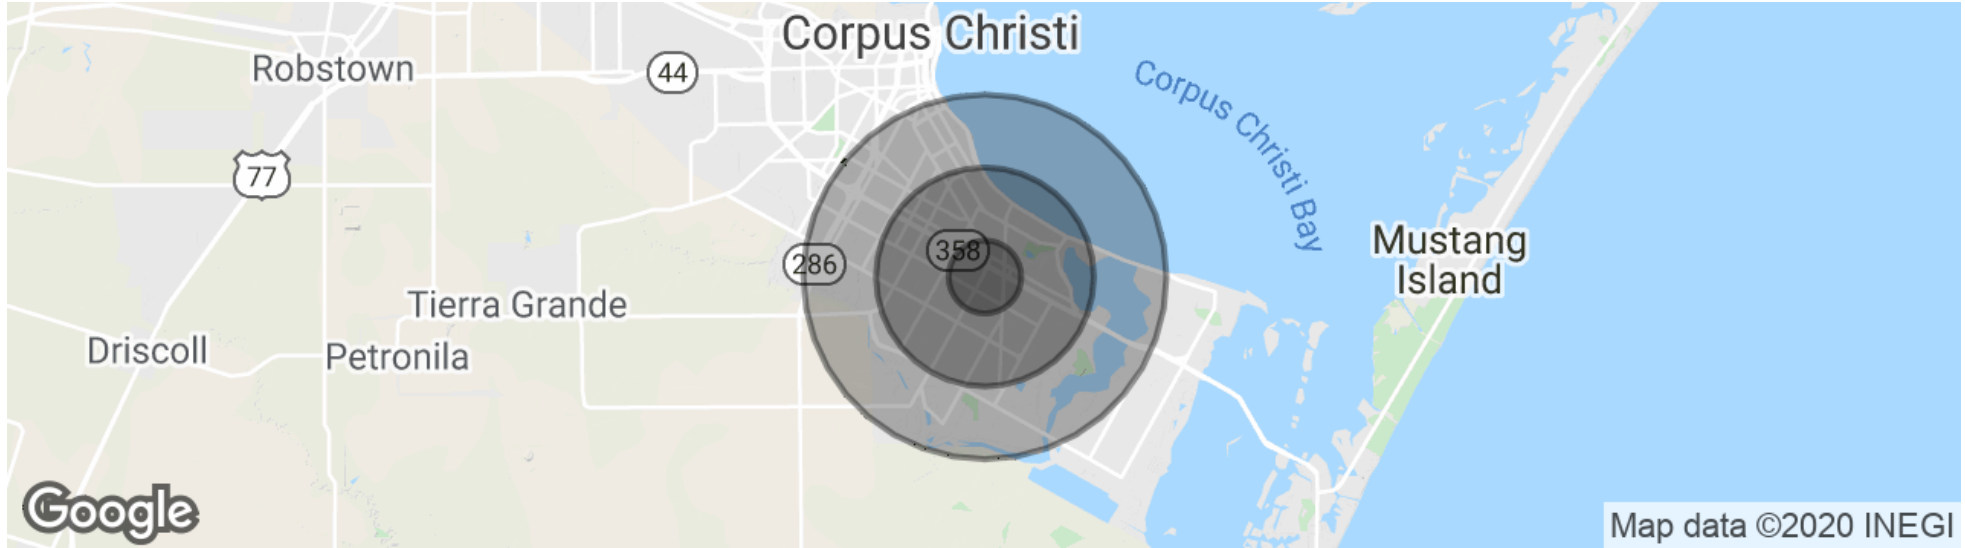 Corpus Christi
Robstown
44
Corpus Christi Bay
77
Mustang
Island
358
286
Tierra Grande
Driscoll
Petronila
Google
Map data ©2020 INEGI